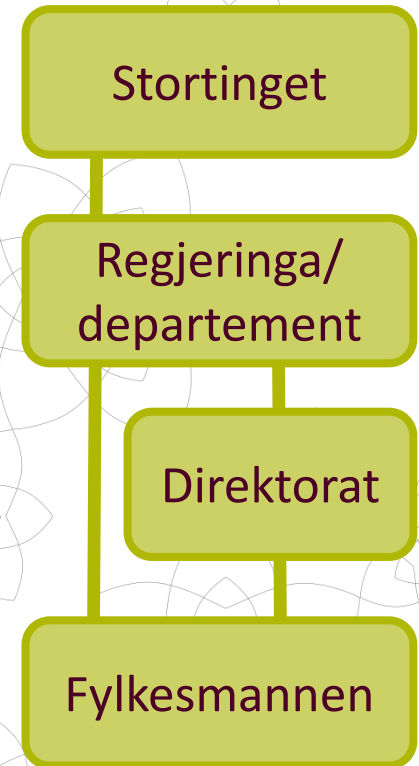 Stortinget
Regjeringa/
departement
Direktorat
Fylkesmannen